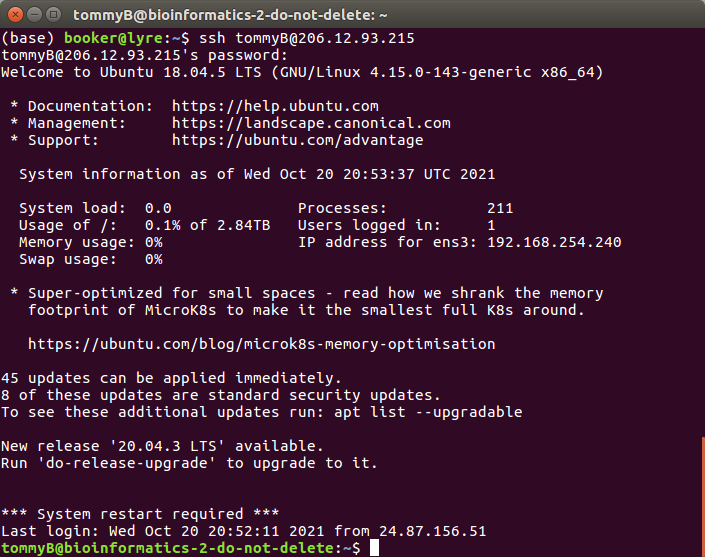 tommyB@bioinformatics-2-do-not-delete: ~
(base) booker@lyre:~$ ssh tommyB@206.12.93.215
tommyB@206.12.93.215's password:
Welcome to Ubuntu 18.04.5 LTS (GNU/Linux 4.15.0-143-generic x86_64)

 * Documentation:  https://help.ubuntu.com
 * Management:     https://landscape.canonical.com
 * Support:        https://ubuntu.com/advantage

  System information as of Wed Oct 20 20:53:37 UTC 2021

  System load:  0.0               Processes:           211
  Usage of /:   0.1% of 2.84TB    Users logged in:     1
  Memory usage: 0%                IP address for ens3: 192.168.254.240
  Swap usage:   0%

 * Super-optimized for small spaces - read how we shrank the memory
   footprint of MicroK8s to make it the smallest full K8s around.

   https://ubuntu.com/blog/microk8s-memory-optimisation

45 updates can be applied immediately.
8 of these updates are standard security updates.
To see these additional updates run: apt list --upgradable

New release '20.04.3 LTS' available.
Run 'do-release-upgrade' to upgrade to it.

*** System restart required ***
Last login: Wed Oct 20 20:52:11 2021 from 24.87.156.51
tommyB@bioinformatics-2-do-not-delete:~$